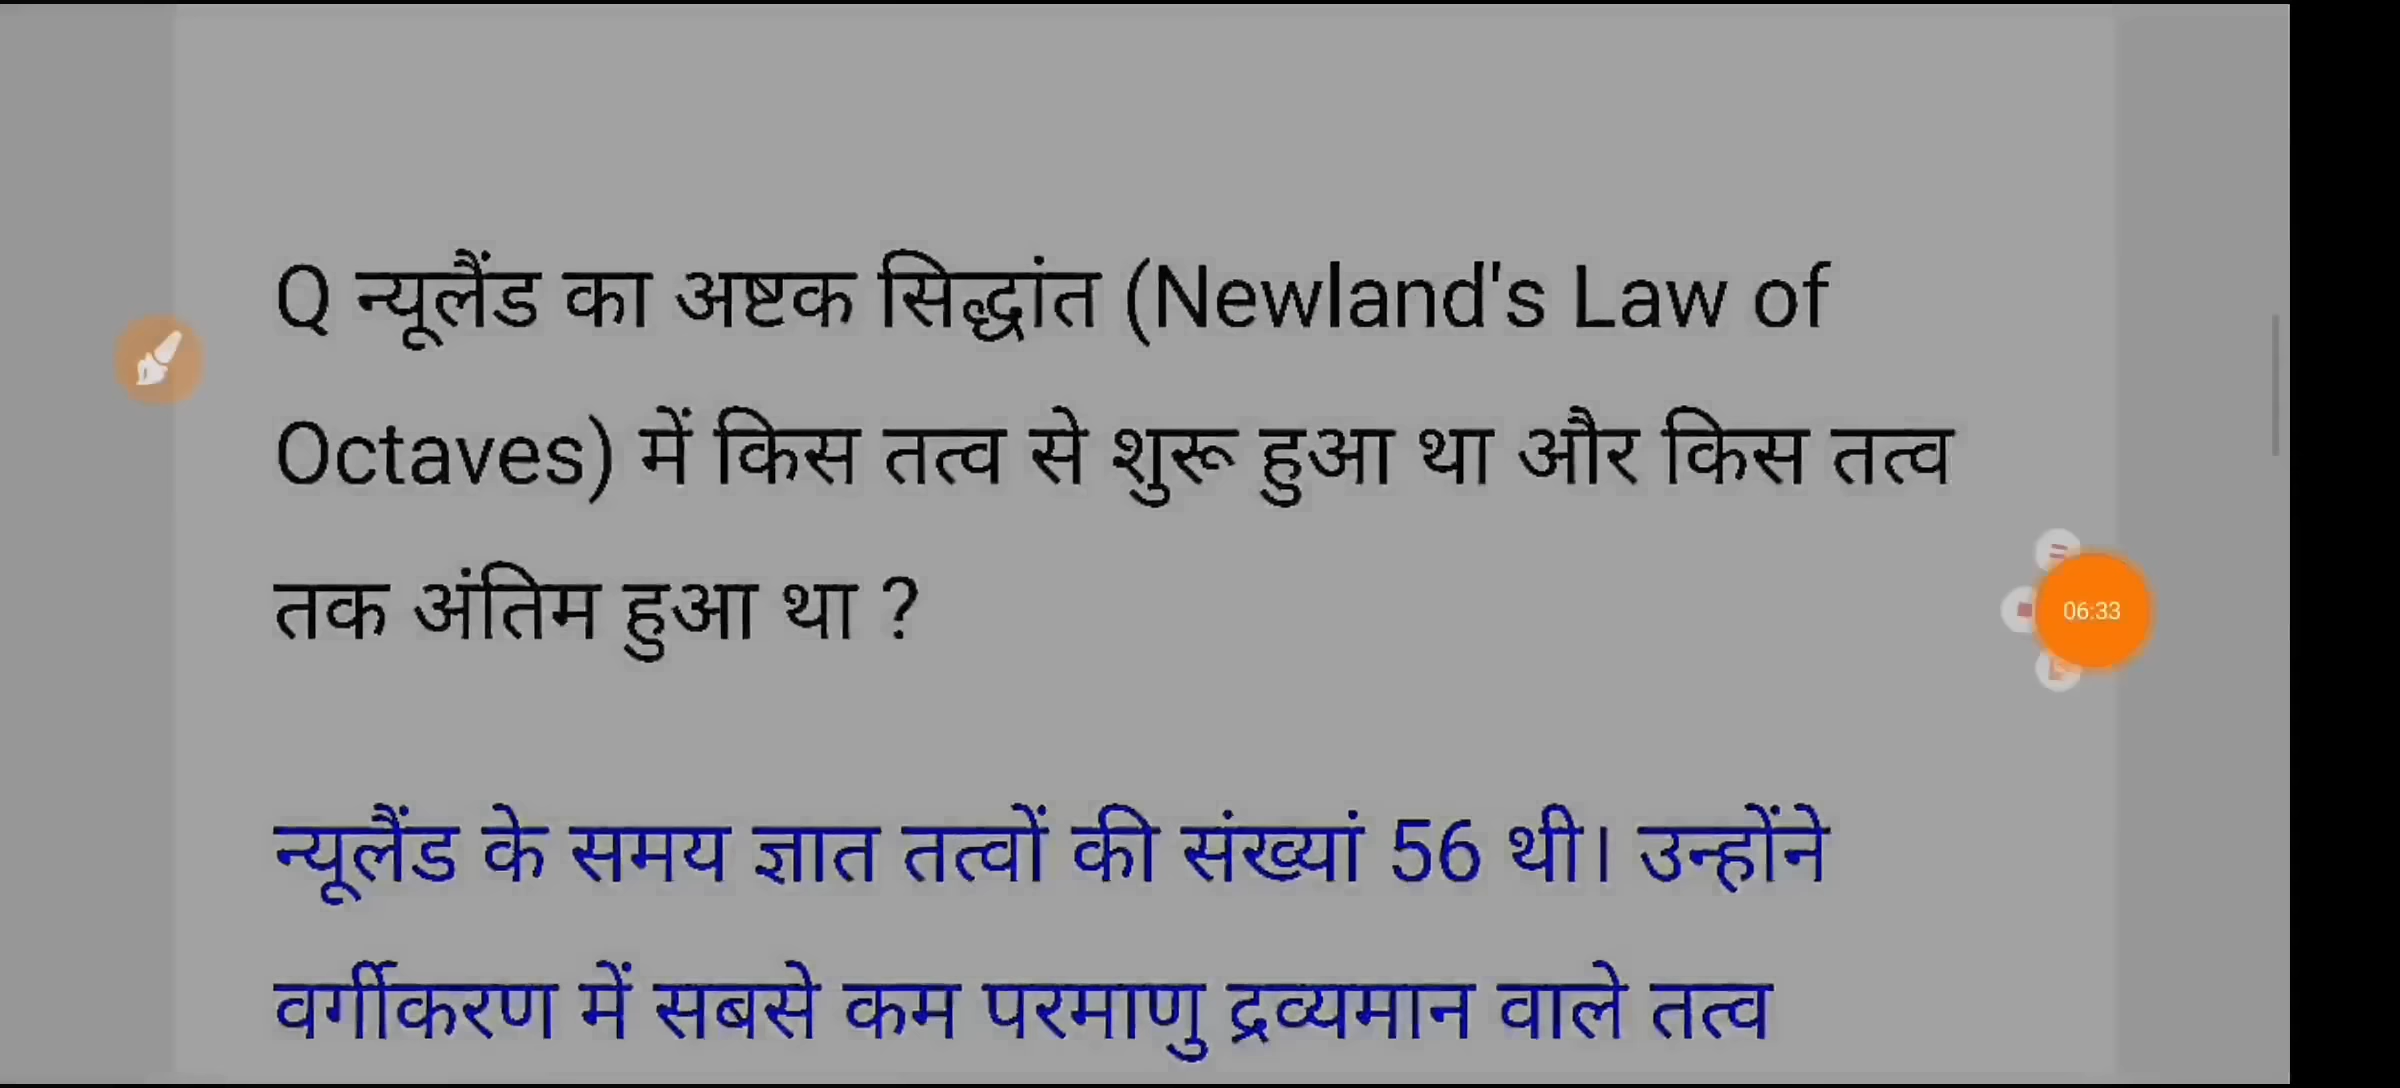 Q न्यूलैंड का अष्टक सिद्धांत (Newland's Law of
Octaves) में किस तत्व से शुरू हुआ था और किस तत्व
तक अंतिम हुआ था ?
06:33
न्यूलैंड के समय ज्ञात तत्वों की संख्यां 56 थी। उन्होंने
वर्गीकरण में सबसे कम परमाणु द्रव्यमान वाले तत्व